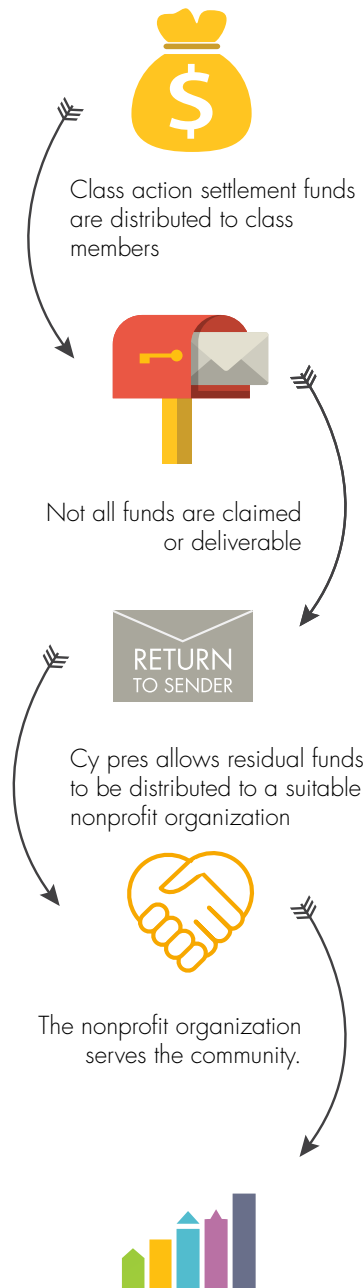 $
Class action settlement funds
are distributed to class
members
Not all funds are claimed
or deliverable
RETURN
TO SENDER
Cy pres allows residual funds
to be distributed to a suitable
nonprofit organization
The nonprofit organization
serves the community.